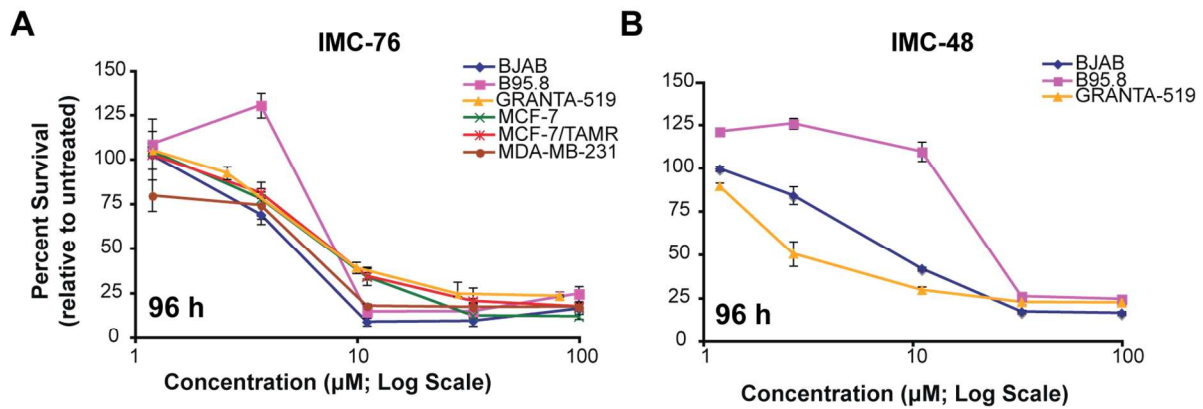 A
IMC-76
Percent Survival
(relative to untreated)
150
125
100
75
50
25
0
BJAB
B95.8
GRANTA-519
MCF-7
MCF-7/TAMR
MDA-MB-231
96 h
1
10
100
Concentration (µM; Log Scale)
B
IMC-48
150
125
100
75
50
25
0
BJAB
B95.8
GRANTA-519
96 h
1
10
100
Concentration (µM; Log Scale)